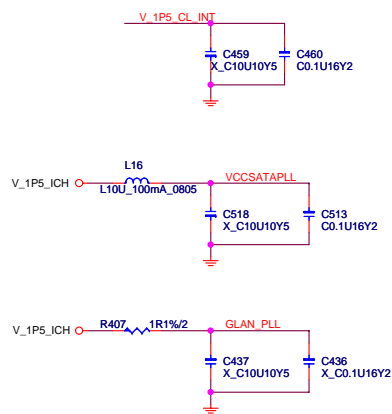 V_1P5_CL_INT
C459
X_C10U10Y5
C460
C0.1U16Y2
L16
V_1P5_ICH
L10U_100mA_0805
VCCSATAPLL
C518
X_C10U10Y5
C513
C0.1U16Y2
R407
1R1%/2
V_1P5_ICH
GLAN_PLL
C437
X_C10U10Y5
C436
X_C0.1U16Y2